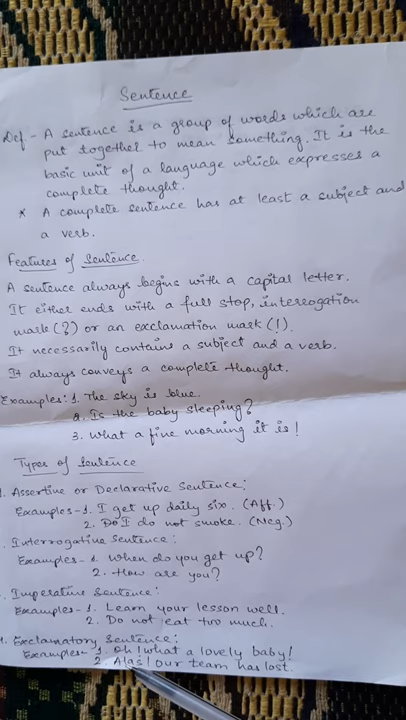 Sentence
Def - A sentence is a group of words which are
put together to mean something. It is the
basic unit of a language which expresses a
complete thought.
* A complete sentence has at least a subject and
a verb.
Features of Sentence.
A sentence always begins with a capital letter.
It either ends with a full stop, intereogation
mark (?) or an exclamation mark (!).
It necessarily contains a subject and a verb.
It always conveys a complete thought.
Examples: 1. The sky is blue.
2. Is the baby sleeping?
3. What a fine morning it is!
Types of Sentence
1. Assertive or Declarative Sentence:
Examples - 1. I get up daily six. (Aff.)
2. Do I do not smoke. (Neg.)
. Interrogative Sentence:
Examples - 1. When do you get up?
2. How are you?
. Imperative Sentence:
Examples - 1. Learn your lesson well.
2. Do not eat too much.
. Exclamatory Sentence:
Examples - 1. Oh! what a lovely baby!
2. Alas! Our team has lost.